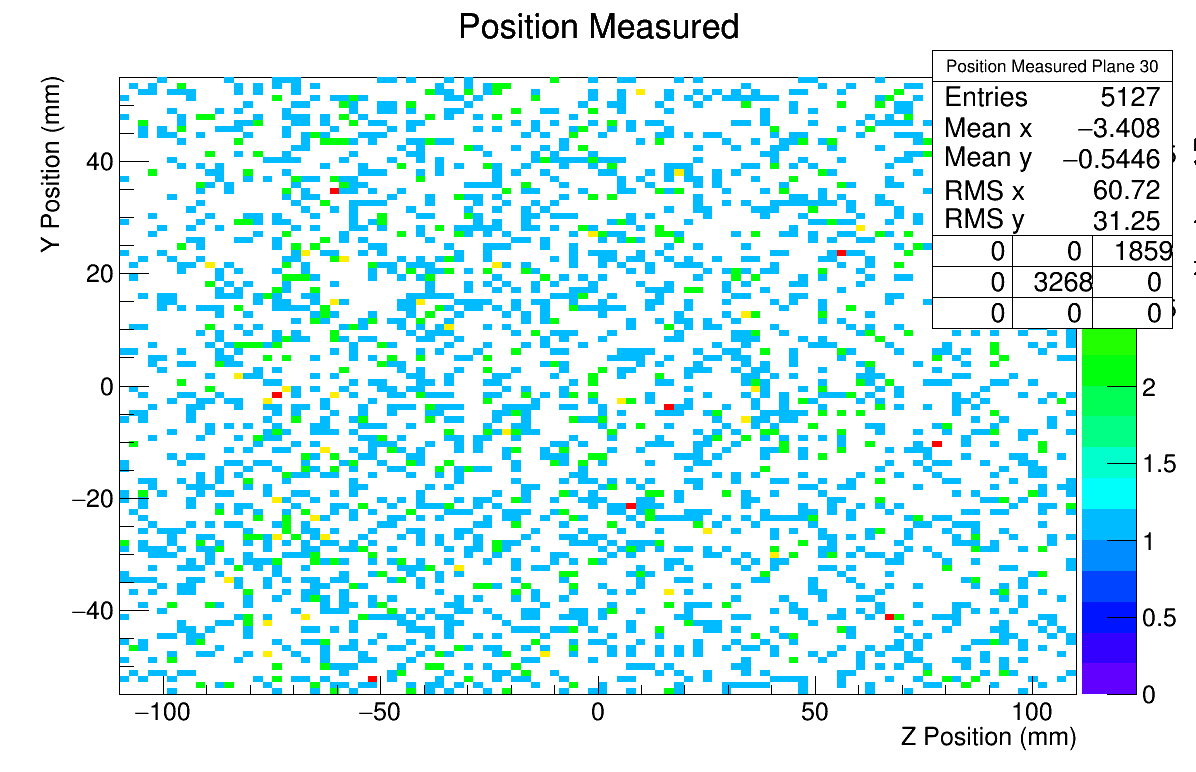 Position Measured
Position Measured Plane 30
Entries 5127
Mean x −3.408
Mean y −0.5446
RMS x 60.72
RMS y 31.25
0 0 1859
0 3268 0
0 0 0
Y Position (mm)
40
20
0
−20
−40
−100 −50 0 50 100
Z Position (mm)
2
1.5
1
0.5
0